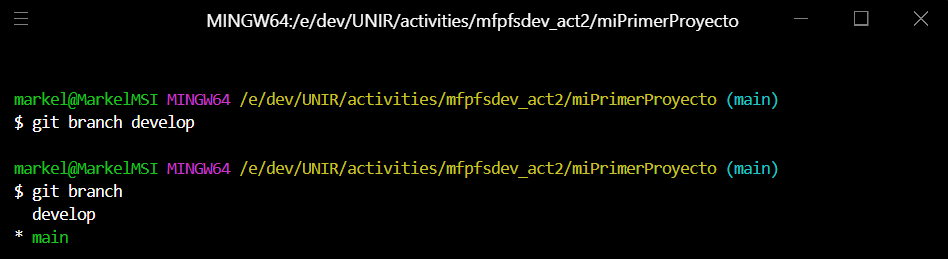 MINGW64:/e/dev/UNIR/activities/mfpfsdev_act2/miPrimerProyecto
markel@MarkelMSI MINGW64 /e/dev/UNIR/activities/mfpfsdev_act2/miPrimerProyecto (main)
$ git branch develop
markel@MarkelMSI MINGW64 /e/dev/UNIR/activities/mfpfsdev_act2/miPrimerProyecto (main)
$ git branch
  develop
* main